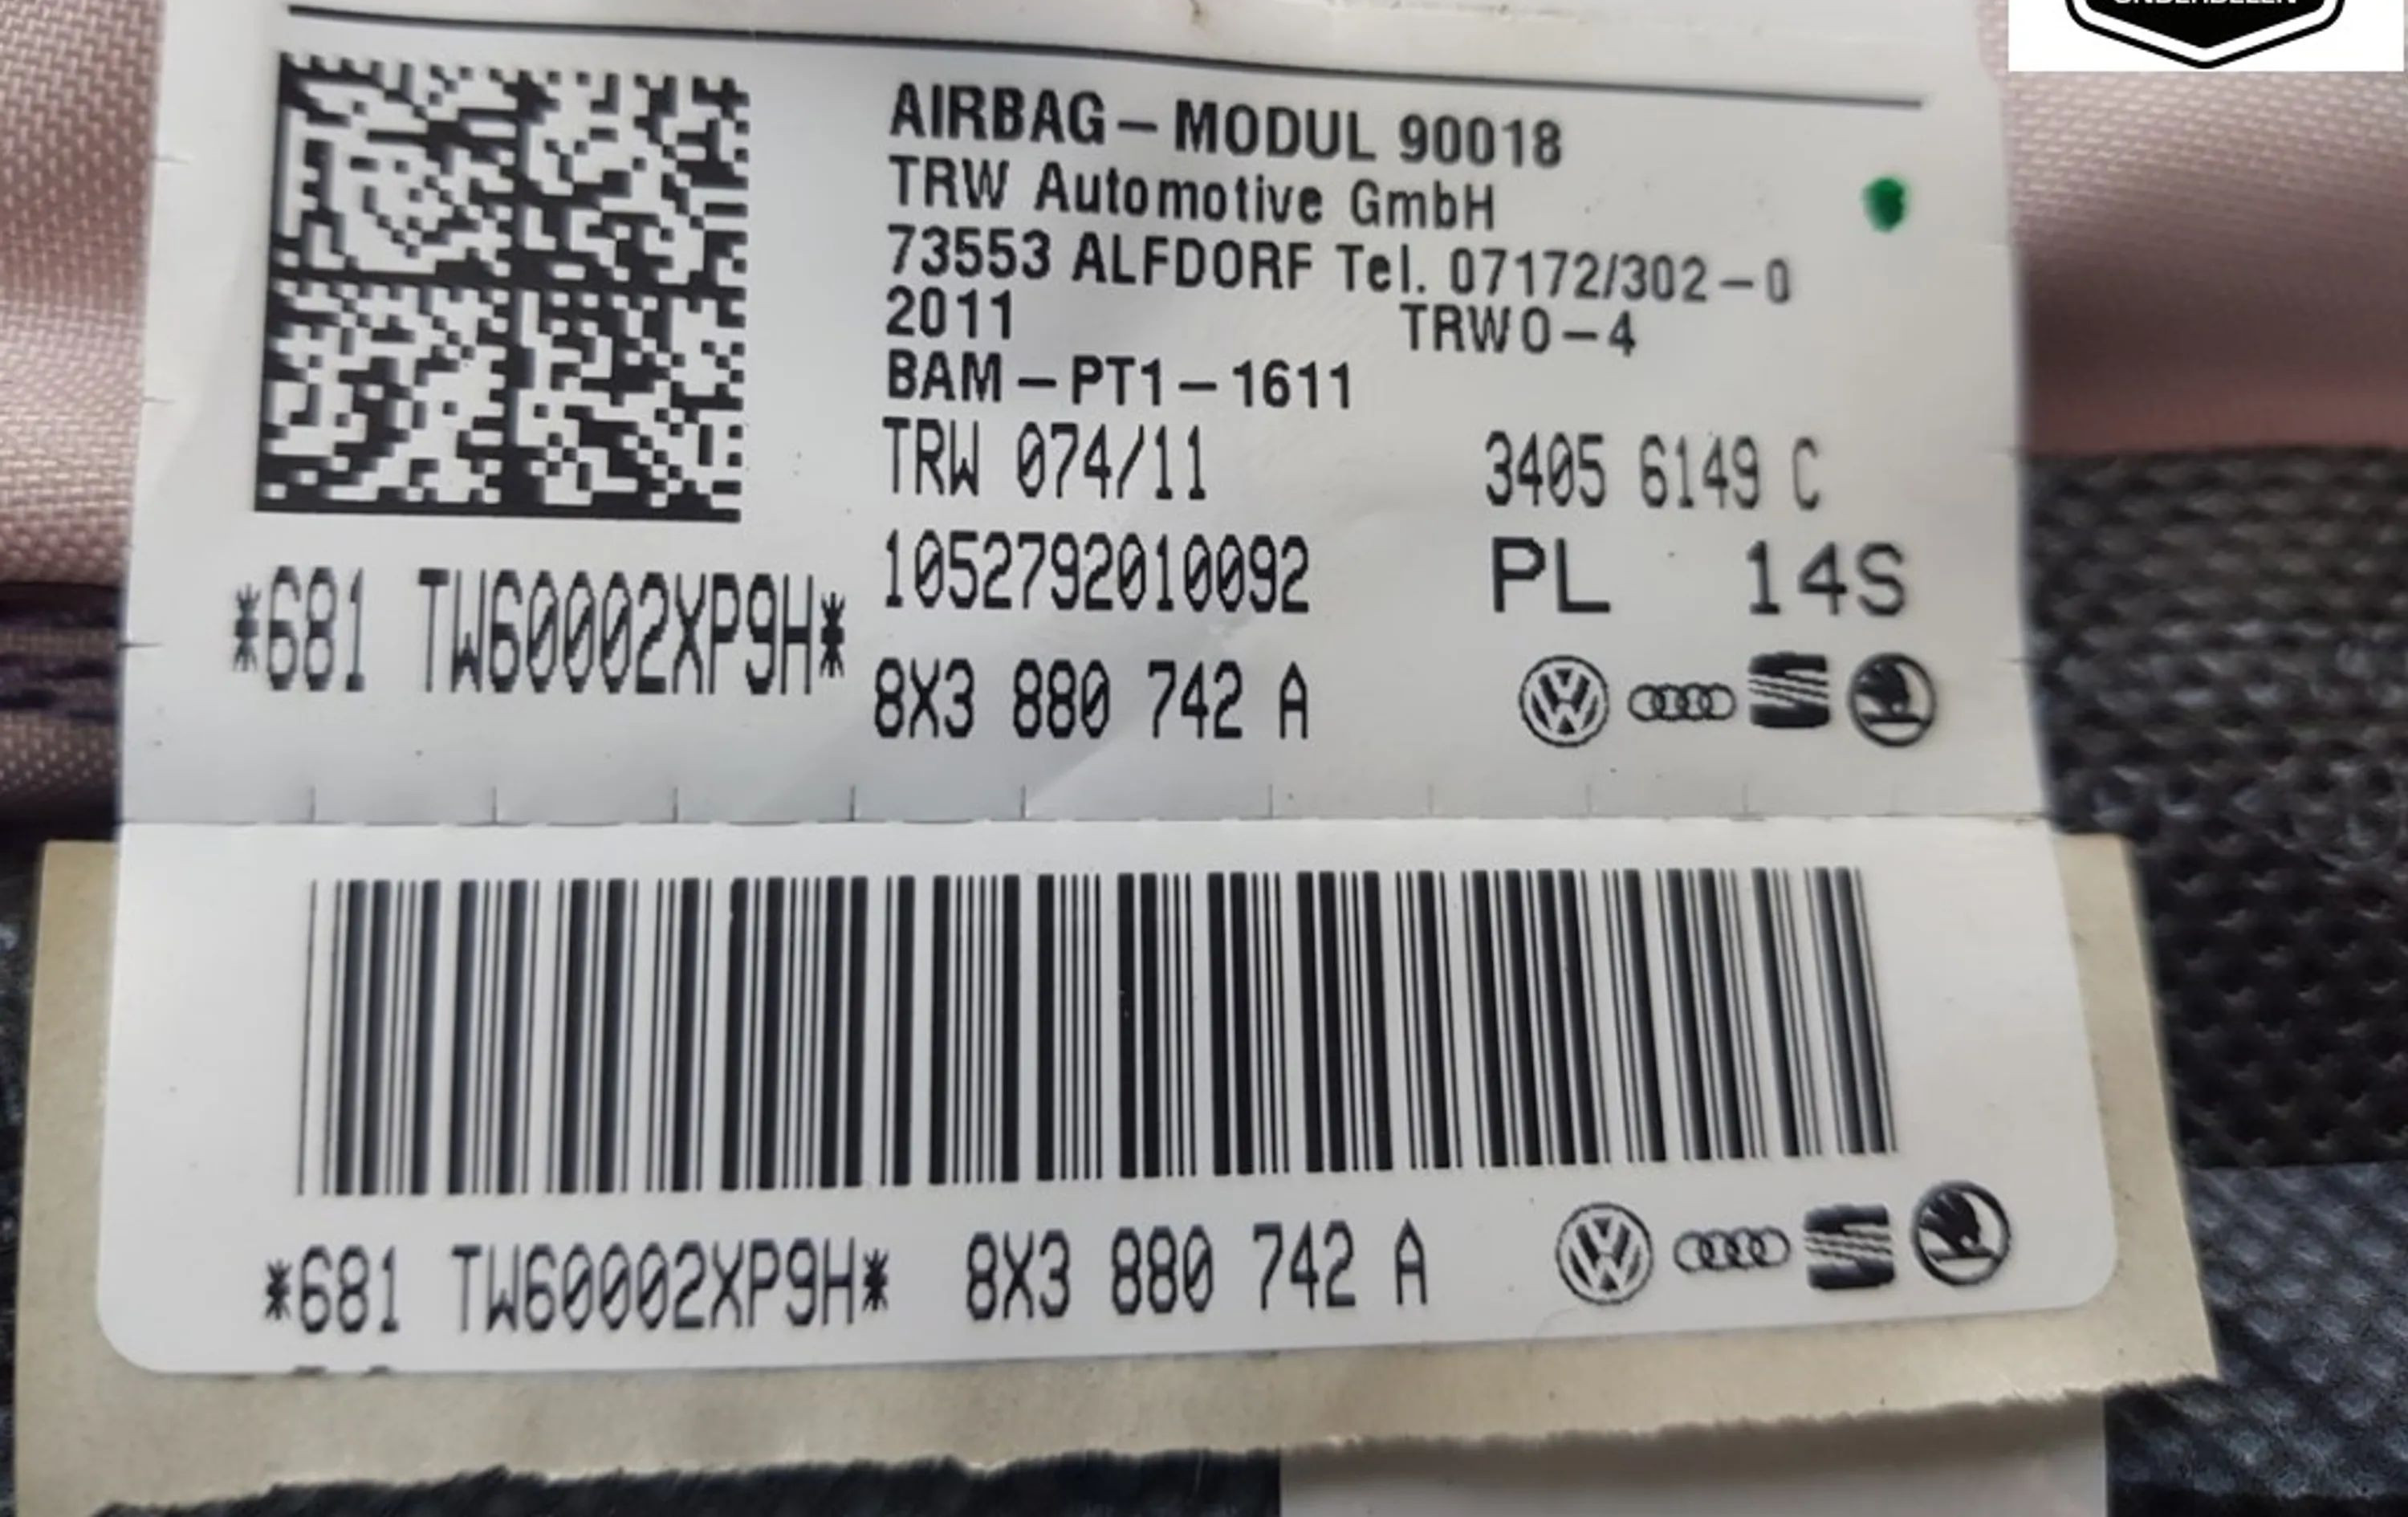 ONDERDELEN
AIRBAG – MODUL 90018
TRW Automotive GmbH
73553 ALFDORF Tel. 07172/302 – 0
2011 TRW0 – 4
BAM – PT1 – 1611
TRW 074/11 3405 6149 C
1052792010092 PL 14S
*681 TW60002XP9H*
8X3 880 742 A
*681 TW60002XP9H* 8X3 880 742 A